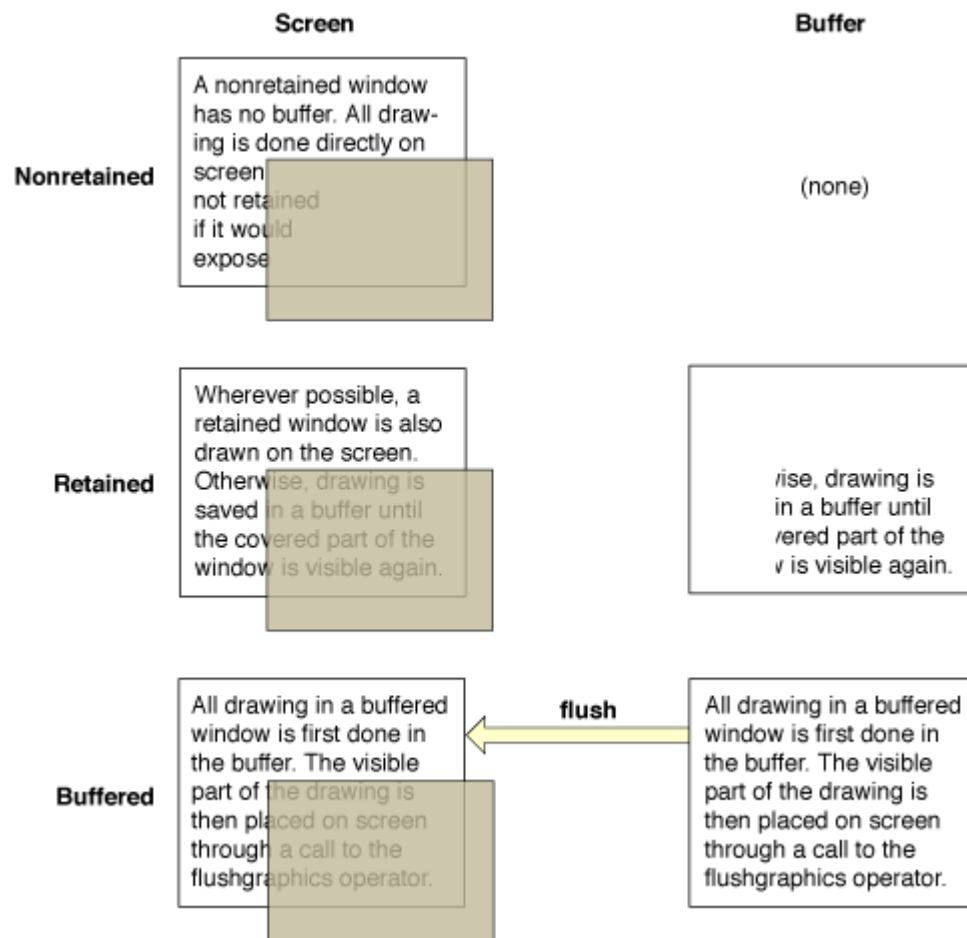 Screen
Buffer
Nonretained
A nonretained window
has no buffer. All draw-
ing is done directly on
screen
not retained
if it would
expose
(none)
Retained
Wherever possible, a
retained window is also
drawn on the screen.
Otherwise, drawing is
saved in a buffer until
the covered part of the
window is visible again.
ise, drawing is
in a buffer until
vered part of the
is visible again.
Buffered
All drawing in a buffered
window is first done in
the buffer. The visible
part of the drawing is
then placed on screen
through a call to the
flushgraphics operator.
flush
All drawing in a buffered
window is first done in
the buffer. The visible
part of the drawing is
then placed on screen
through a call to the
flushgraphics operator.